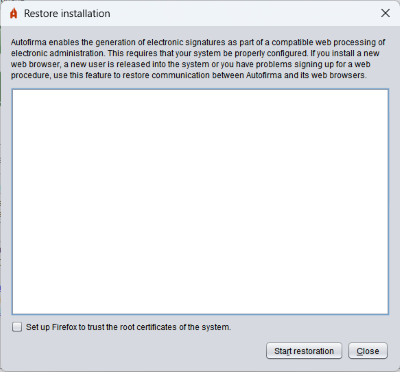 Restore installation
Autofirma enables the generation of electronic signatures as part of a compatible web processing of
electronic administration. This requires that your system be properly configured. If you install a new
web browser, a new user is released into the system or you have problems signing up for a web
procedure, use this feature to restore communication between Autofirma and its web browsers.
Set up Firefox to trust the root certificates of the system.
Start restoration Close